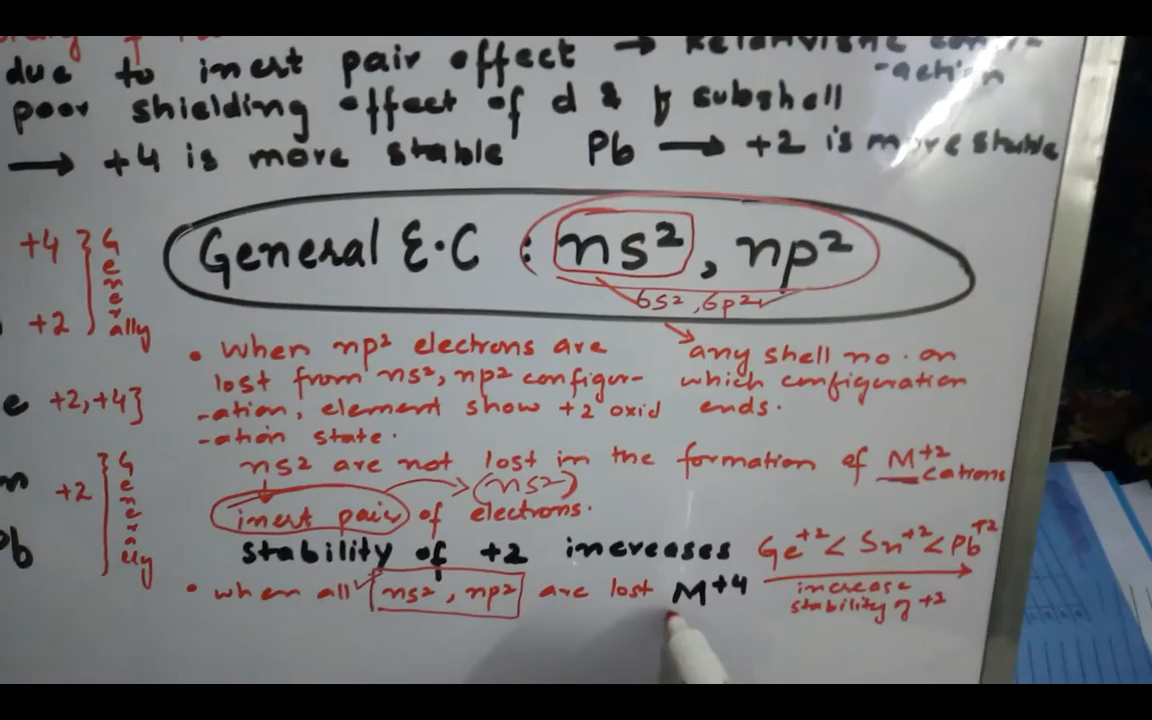 due to inert pair effect →
-action
poor shielding effect of d & f subshell
→ +4 is more stable Pb → +2 is more stable
+4 } Generally
+2
General E.C : ns², np²
6s², 6p²
• When np² electrons are
lost from ns², np² configur-
-ation, element show +2 oxid
-ation state.
any shell no. on
which configuration
ends.
e +2,+4}
ns² are not lost in the formation of M+2 cations
n +2 } Generally
Pb
inert pair of electrons. (ns²)
stability of +2 increases Ge+2 < Sn+2 < Pb+2
increase
stability of +2
• when all ns², np² are lost M+4